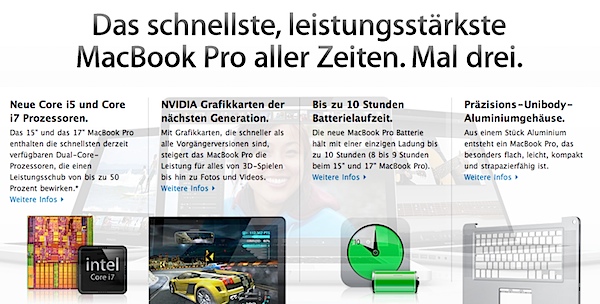 Das schnellste, leistungsstärkste
MacBook Pro aller Zeiten. Mal drei.
Neue Core i5 und Core
i7 Prozessoren.
Das 15" und das 17" MacBook Pro
enthalten die schnellsten derzeit
verfügbaren Dual-Core-
Prozessoren, die einen
Leistungsschub von bis zu 50
Prozent bewirken.*
Weitere Infos
NVIDIA Grafikkarten der
nächsten Generation.
Mit Grafikkarten, die schneller als
alle Vorgängerversionen sind,
steigert das MacBook Pro die
Leistung für alles von 3D-Spielen
bis hin zu Fotos und Videos.
Weitere Infos
Bis zu 10 Stunden
Batterielaufzeit.
Die neue MacBook Pro Batterie
hält mit einer einzigen Ladung bis
zu 10 Stunden (8 bis 9 Stunden
beim 15" und 17" MacBook Pro).
Weitere Infos
Präzisions-Unibody-
Aluminiumgehäuse.
Aus einem Stück Aluminium
entsteht ein MacBook Pro, das
besonders flach, leicht, kompakt
und strapazierfähig ist.
Weitere Infos
intel
Core i7
10